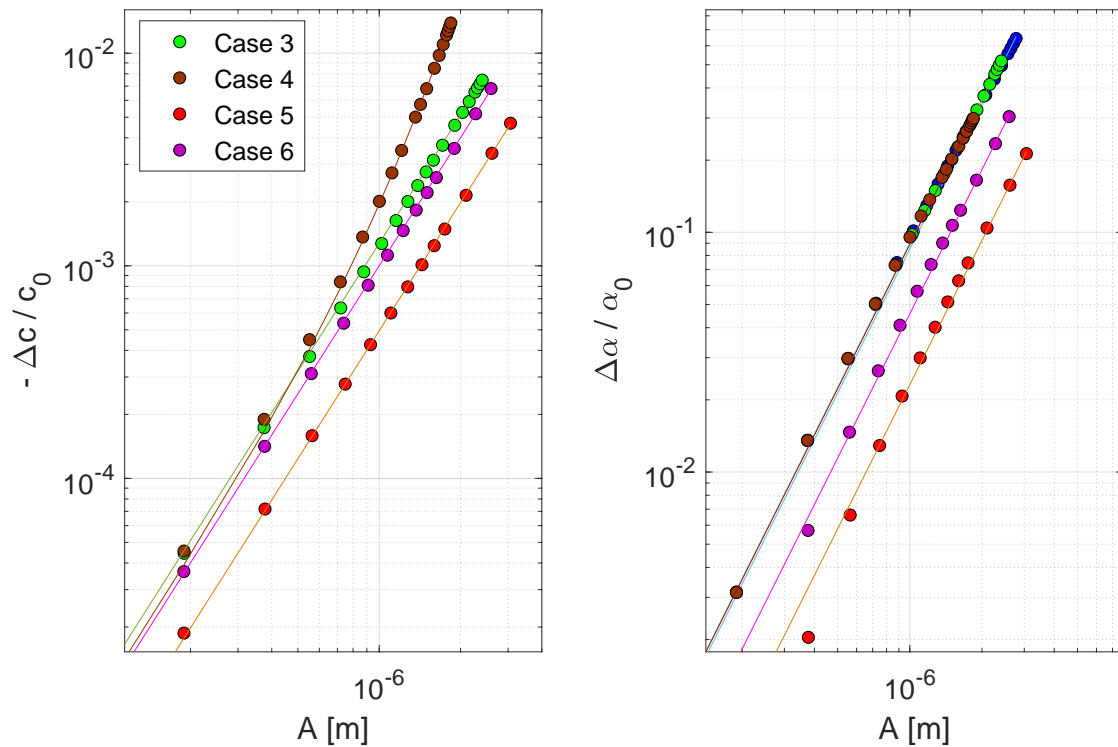 10^-2
10^-3
10^-4
- Δc / c_0
Case 3
Case 4
Case 5
Case 6
10^-6
A [m]
10^-1
10^-2
Δα / α_0
10^-6
A [m]